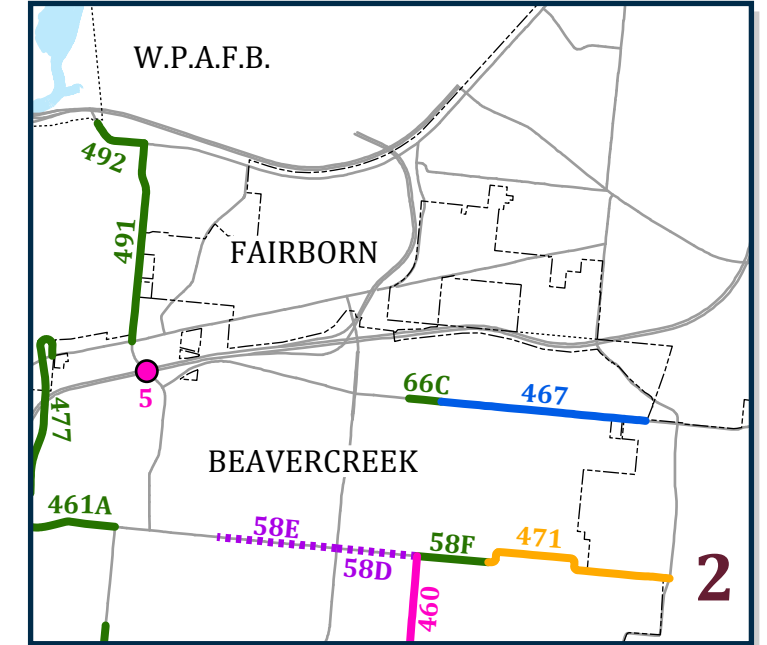 W.P.A.F.B.
492
491
FAIRBORN
5
477
66C
467
BEAVERCREEK
461A
58E
58D
58F
471
460
2